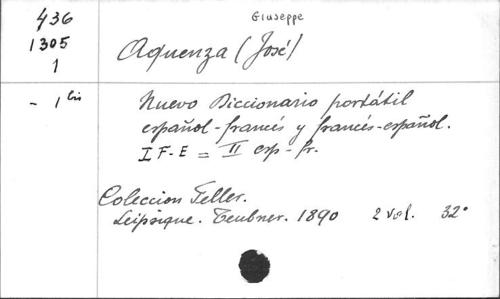 436
1305
1
- 1 bis
Giuseppe
Aquenza (José)
Nuevo Diccionario portátil
español-francés y francés-español.
I F-E = II esp-fr.
Coleccion Feller.
Leipsique. Teubner. 1890 2 vol. 32°